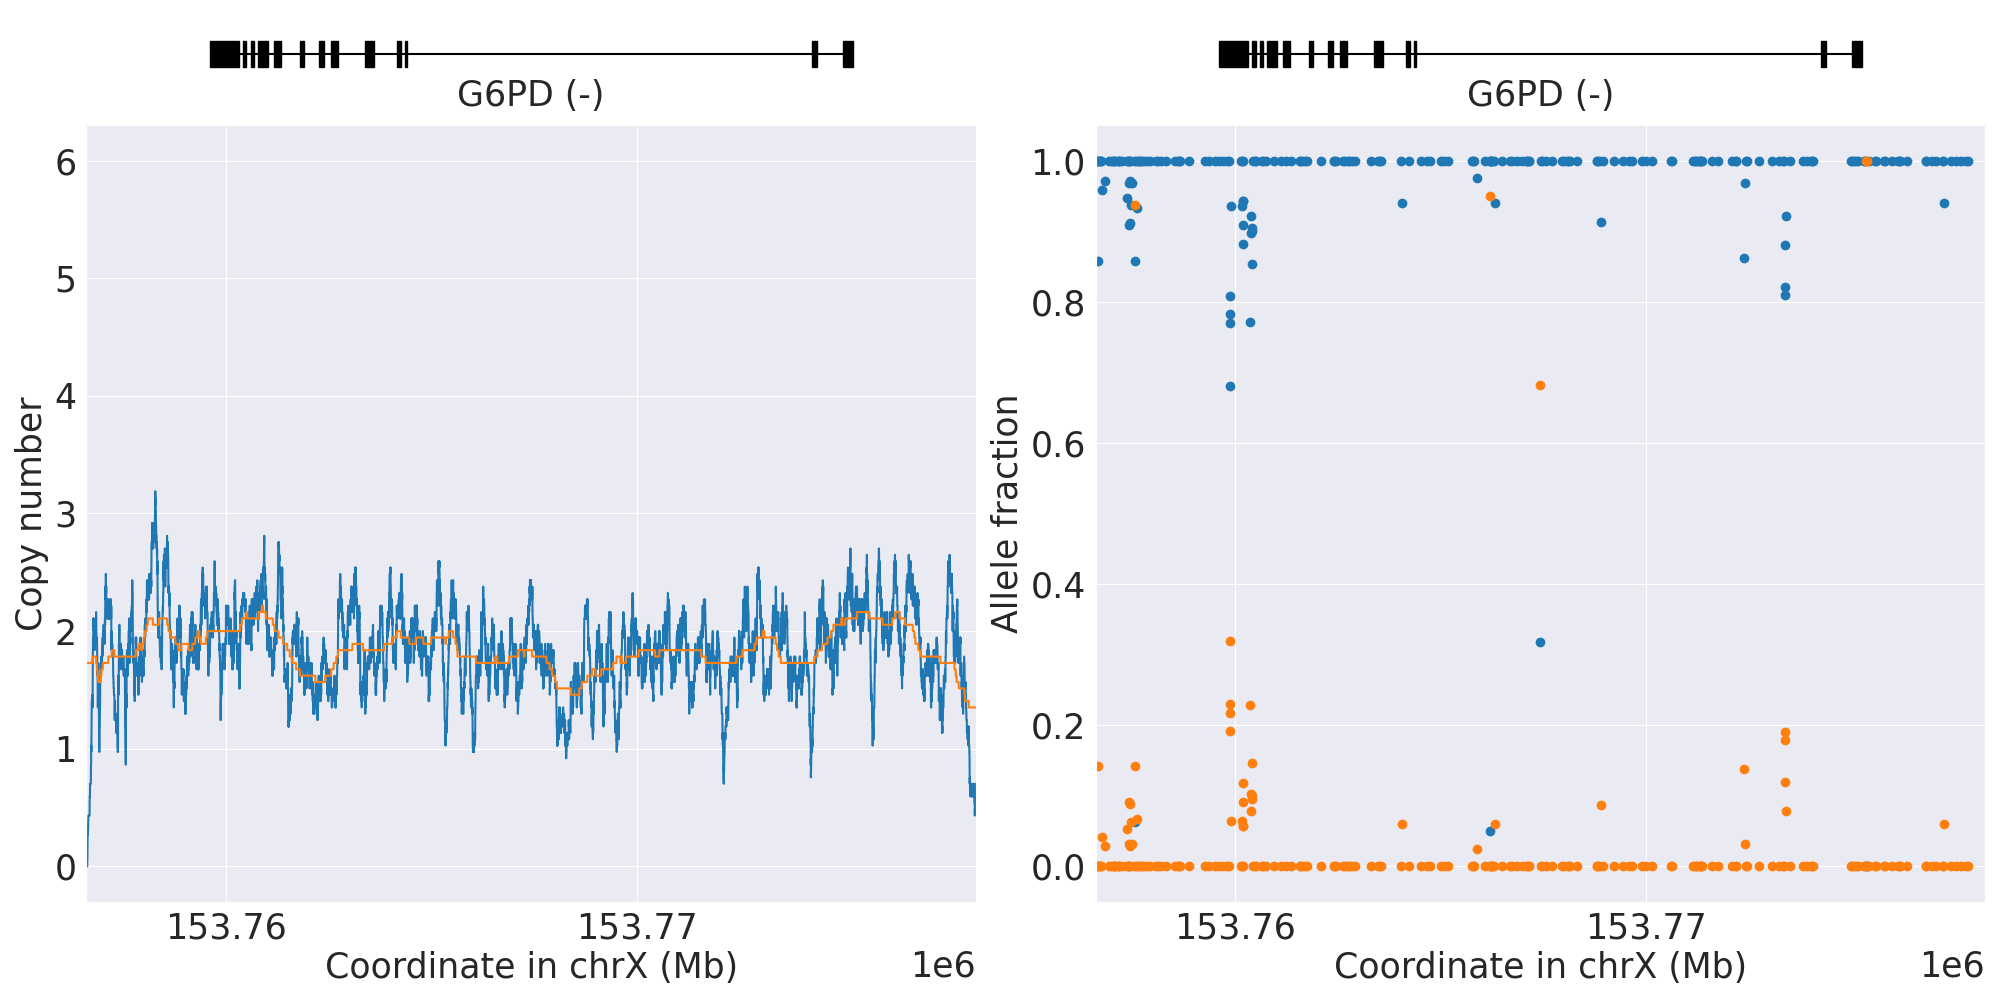 G6PD (-)
6
5
4
3
2
1
0
Copy number
153.76
153.77
Coordinate in chrX (Mb)
1e6
G6PD (-)
1.0
0.8
0.6
0.4
0.2
0.0
Allele fraction
153.76
153.77
Coordinate in chrX (Mb)
1e6